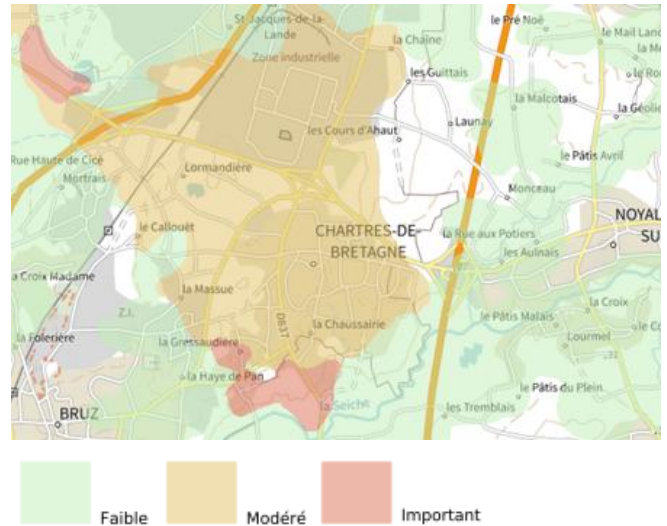 St-Jacques-de-la-
Lande
le Pré Noë
le Mail Land
la Chaîne
Zone industrielle
les Guittais
la Malcotais
la Géolie
les Cours d'Ahaut
Launay
Rue Haute de Cicé
Lormandière
le Pâtis Avril
Mortrais
Monceau
NOYAL
SU
le Callouët
CHARTRES-DE-
BRETAGNE
la Rue aux Potiers
les Aulnais
la Croix Madame
la Massue
Z.I.
D837
la Croix
la Folerière
la Chaussairie
le Pâtis Malais
Lourmel
la Gressaudière
la Haye de Pan
le Pâtis du Plein
BRUZ
la Seiche
les Tremblais
Faible Modéré Important